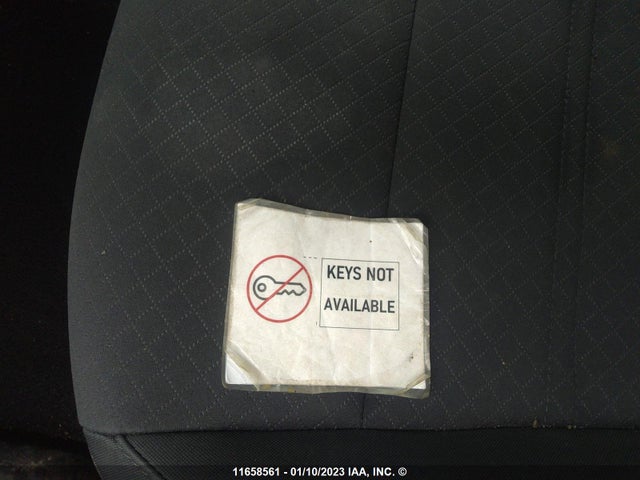 KEYS NOT
AVAILABLE
11658561 - 01/10/2023 IAA, INC. ©